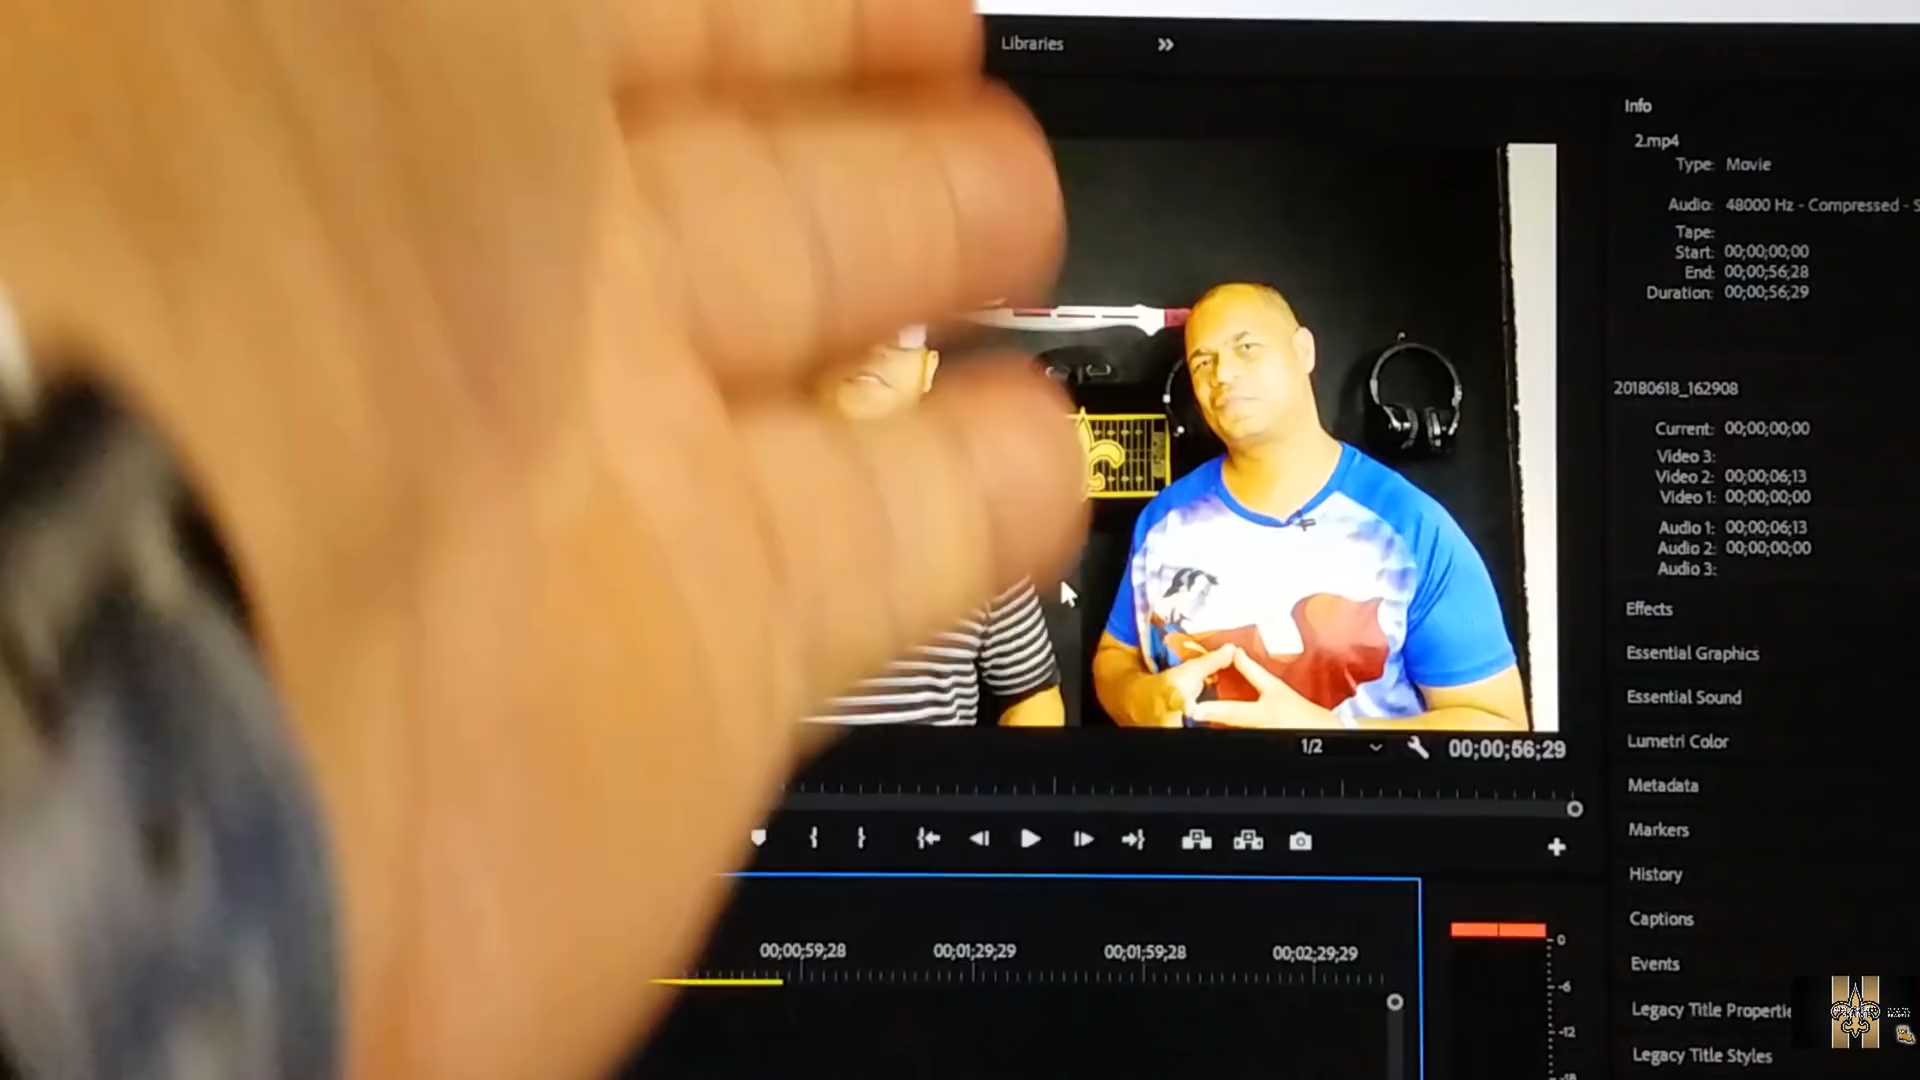 Libraries
Info
2.mp4
Type: Movie
Audio: 48000 Hz - Compressed - S
Tape:
Start: 00;00;00;00
End: 00;00;56;28
Duration: 00;00;56;29
20180618_162908
Current: 00;00;00;00
Video 3:
Video 2: 00;00;06;13
Video 1: 00;00;00;00
Audio 1: 00;00;06;13
Audio 2: 00;00;00;00
Audio 3:
Effects
Essential Graphics
Essential Sound
Lumetri Color
Metadata
Markers
History
Captions
Events
Legacy Title Properti
Legacy Title Styles
1/2
00;00;56;29
00;00;59;28
00;01;29;29
00;01;59;28
00;02;29;29
0
-6
-12